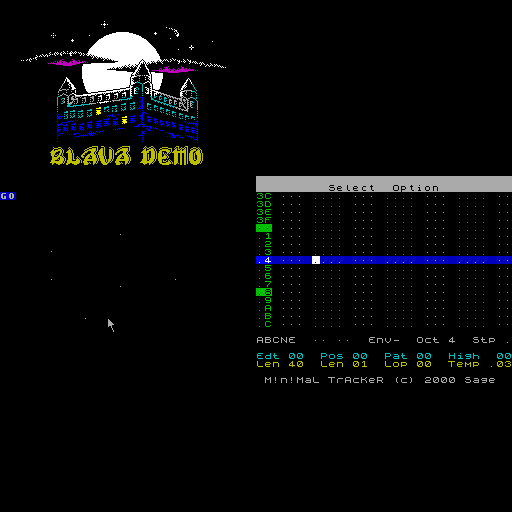 BLAVA DEMO
GO
Select Option
3C
3D
3E
3F
..
1
2
3
.4
5
6
7
.8
9
A
B
C
ABCNE .. .. Env- Oct 4 Stp .
Edt 00 Pos 00 Pat 00 High 00
Len 40 Len 01 Lop 00 Temp .03
M!n!MaL TrAcKeR (c) 2000 Sage